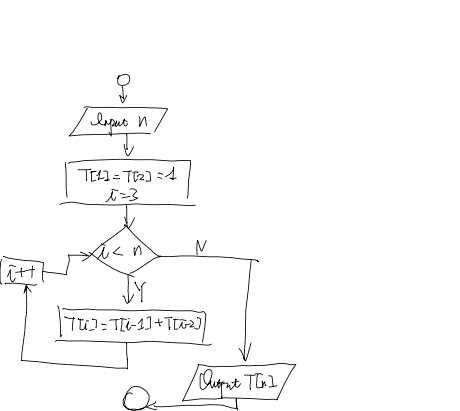 Input n
T[1]=T[2]=1
i=3
i < n
N
i++
Y
T[i]=T[i-1]+T[i-2]
Output T[n]